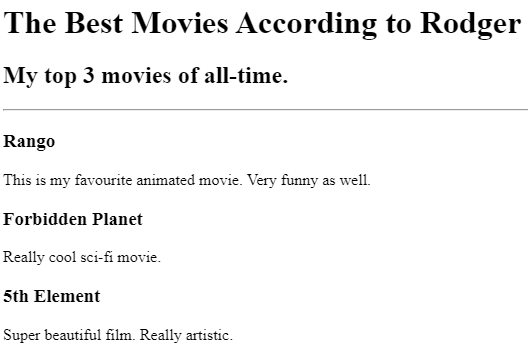 The Best Movies According to Rodger
My top 3 movies of all-time.
Rango
This is my favourite animated movie. Very funny as well.
Forbidden Planet
Really cool sci-fi movie.
5th Element
Super beautiful film. Really artistic.